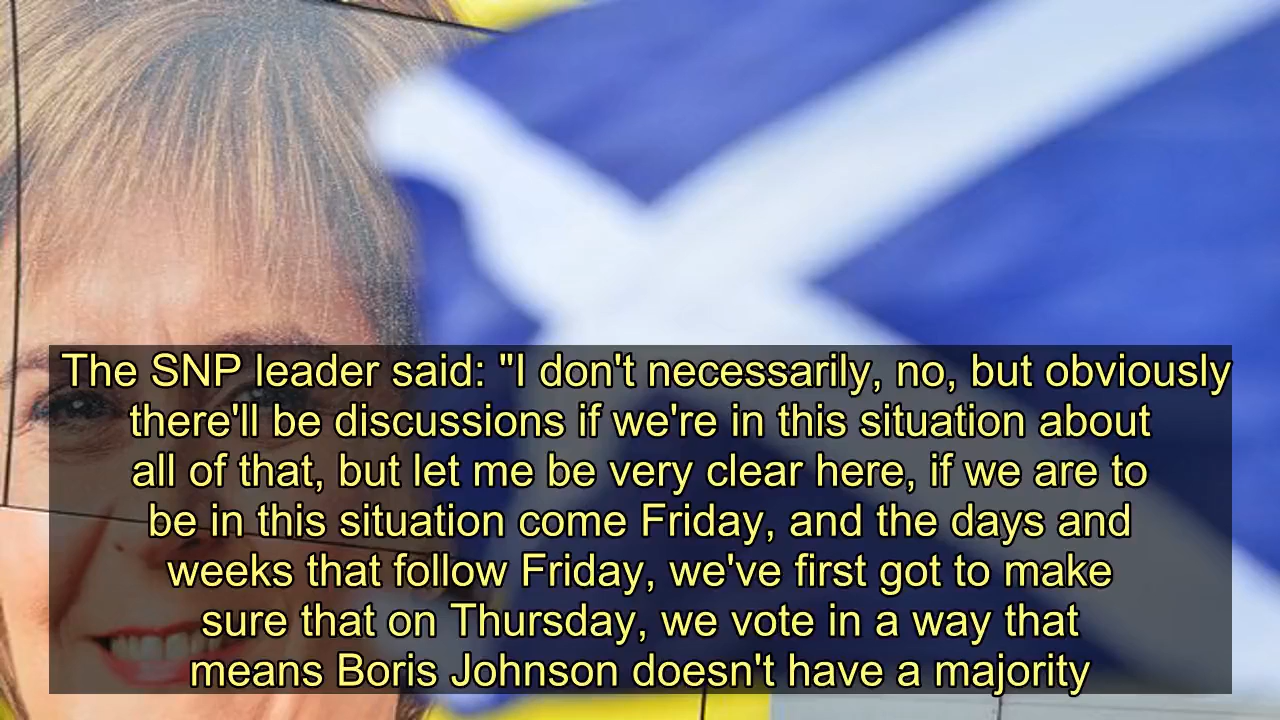 The SNP leader said: "I don't necessarily, no, but obviously
there'll be discussions if we're in this situation about
all of that, but let me be very clear here, if we are to
be in this situation come Friday, and the days and
weeks that follow Friday, we've first got to make
sure that on Thursday, we vote in a way that
means Boris Johnson doesn't have a majority